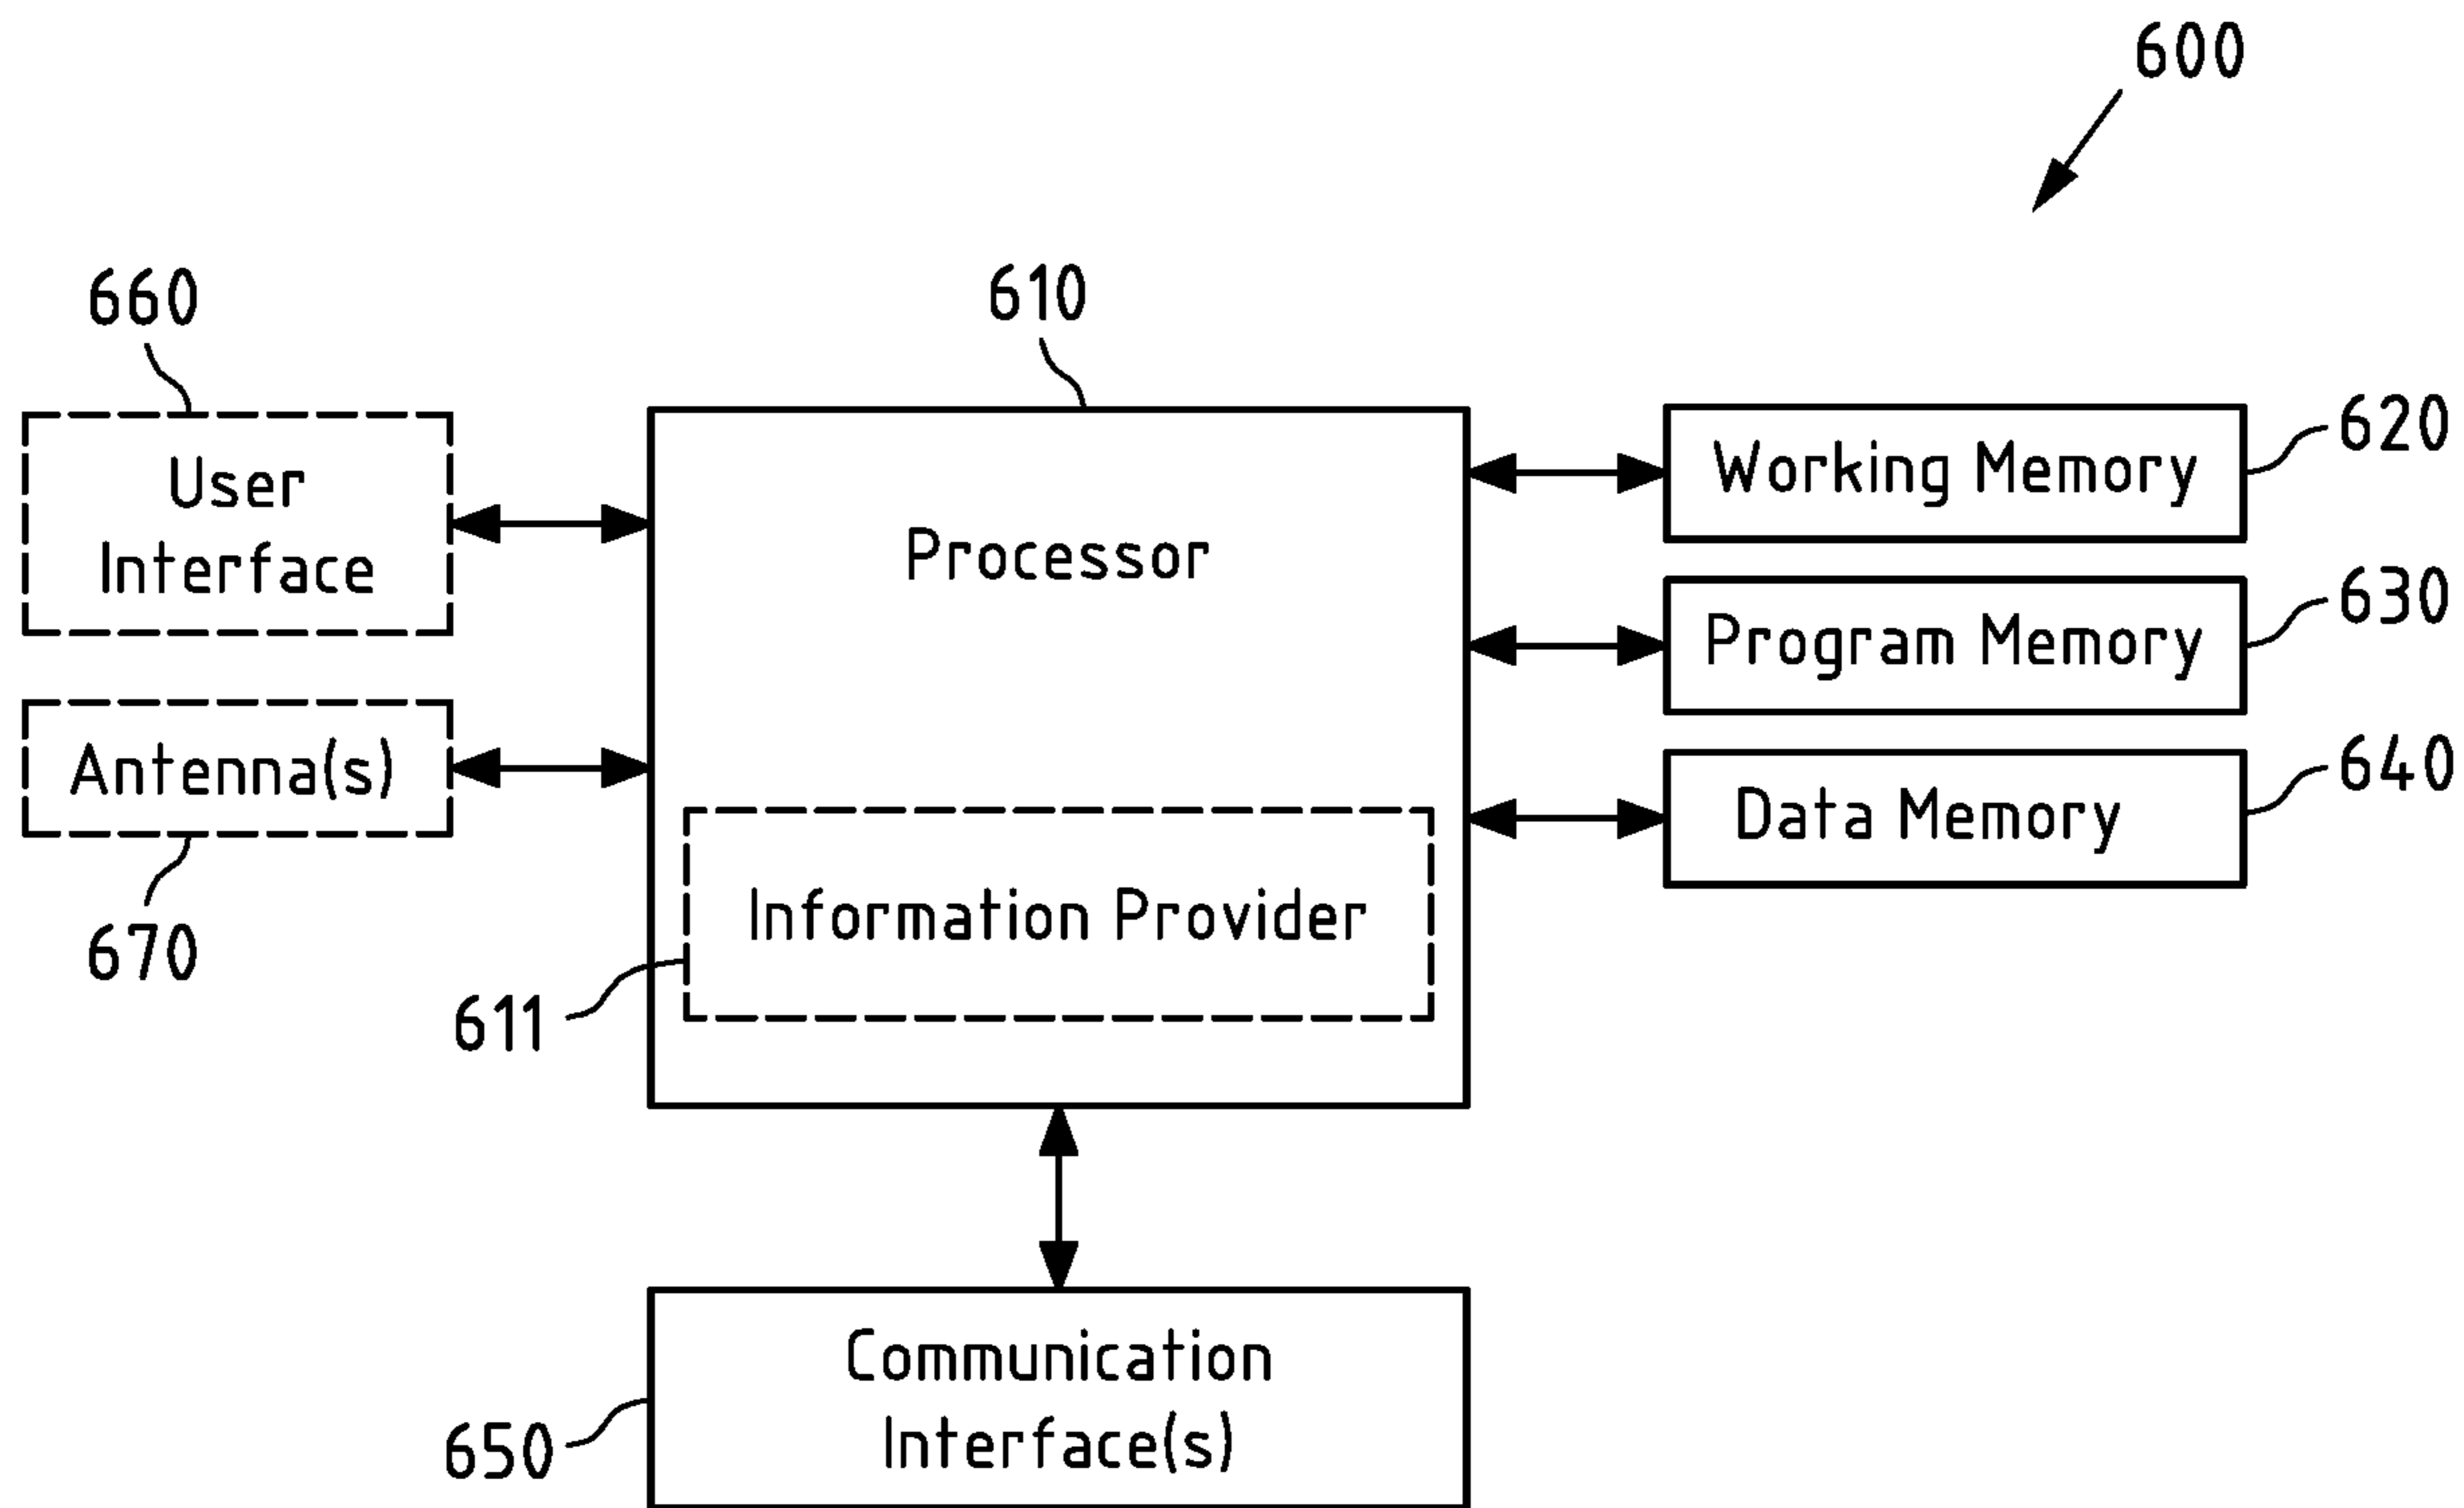 600
660
610
User
Interface
Processor
Working Memory
620
Program Memory
630
Antenna(s)
670
Data Memory
640
Information Provider
611
Communication
Interface(s)
650